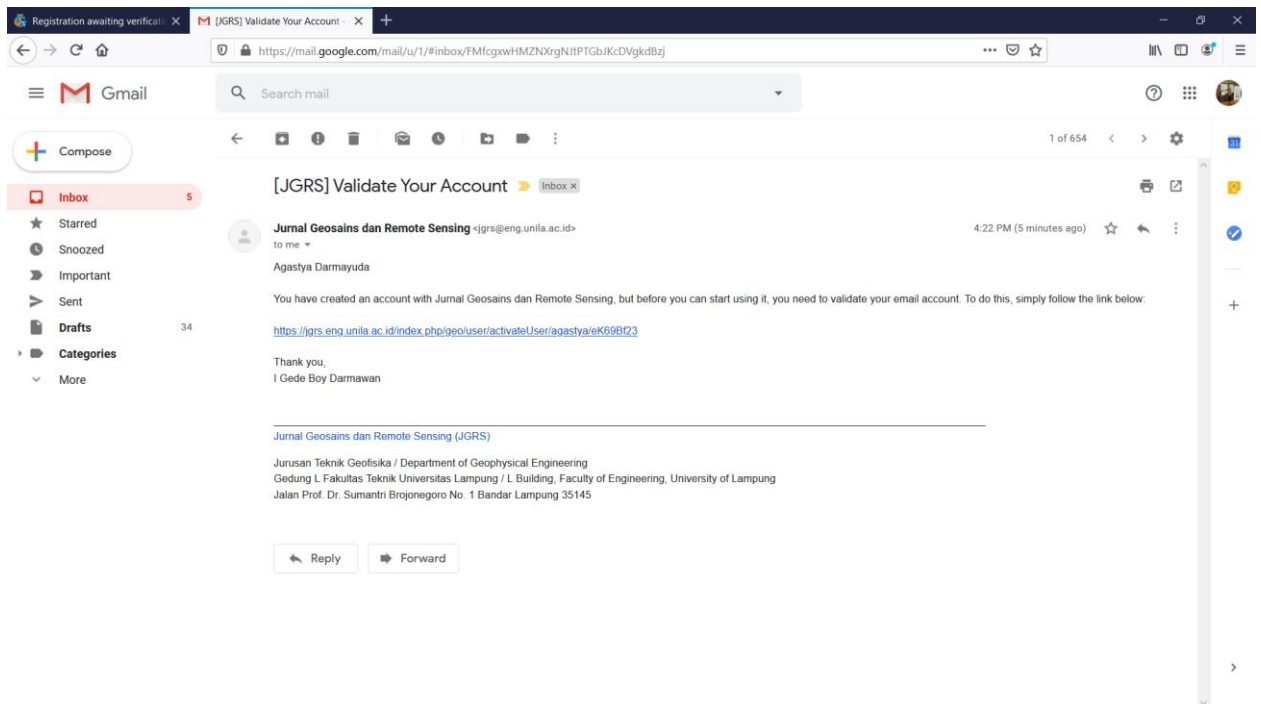 Registration awaiting verificati
[JGRS] Validate Your Account -
https://mail.google.com/mail/u/1/#inbox/FMfcgxwHMZNXrgNJtPTGbJKcDVgkdBzj
Gmail
Search mail
Compose
1 of 654
Inbox 5
Starred
Snoozed
Important
Sent
Drafts 34
Categories
More
[JGRS] Validate Your Account Inbox x
Jurnal Geosains dan Remote Sensing <jgrs@eng.unila.ac.id> 4:22 PM (5 minutes ago)
to me
Agastya Darmayuda
You have created an account with Jurnal Geosains dan Remote Sensing, but before you can start using it, you need to validate your email account. To do this, simply follow the link below:
https://jgrs.eng.unila.ac.id/index.php/geo/user/activateUser/agastya/eK69Bf23
Thank you,
I Gede Boy Darmawan
Jurnal Geosains dan Remote Sensing (JGRS)
Jurusan Teknik Geofisika / Department of Geophysical Engineering
Gedung L Fakultas Teknik Universitas Lampung / L Building, Faculty of Engineering, University of Lampung
Jalan Prof. Dr. Sumantri Brojonegoro No. 1 Bandar Lampung 35145
Reply
Forward
31